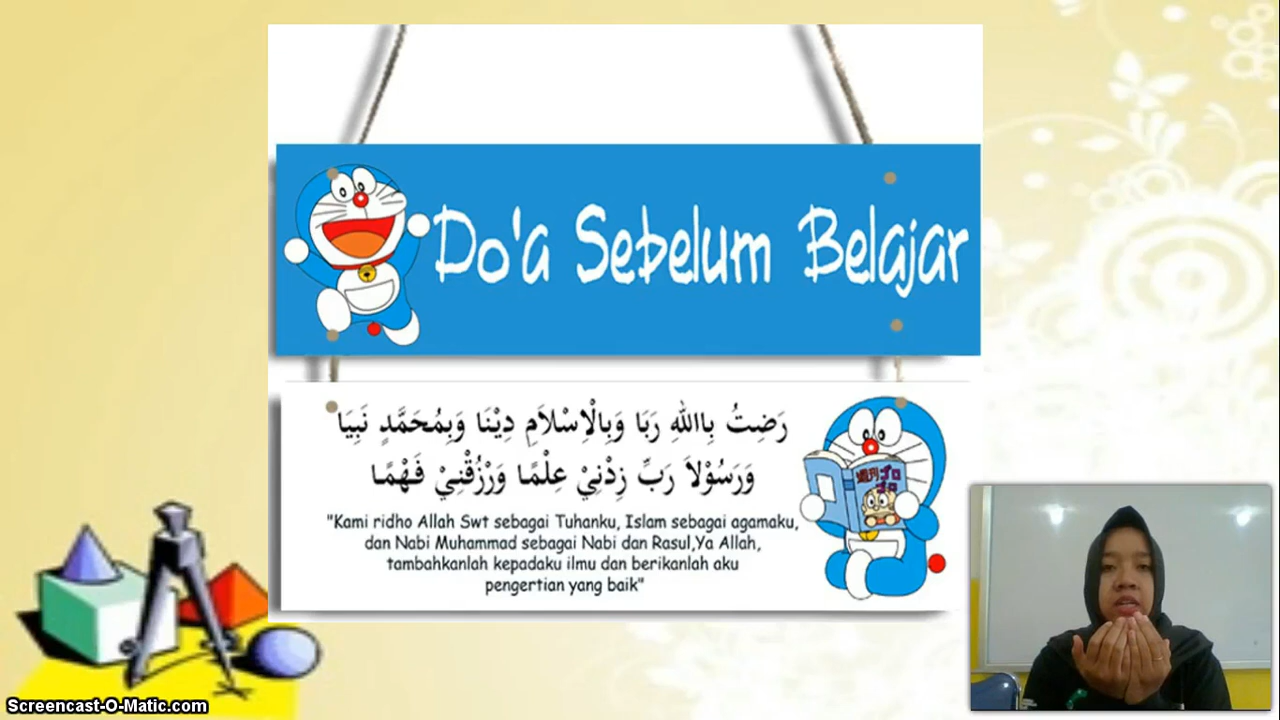 Do'a Sebelum Belajar
رَضِتُ بِاللهِ رَبَا وَبِالْاِسْلاَمِ دِيْنَا وَبِمُحَمَّدٍ نَبِيَا
وَرَسُوْلاَ رَبِّ زِدْنِيْ عِلْمًا وَرْزُقْنِيْ فَهْمًا
"Kami ridho Allah Swt sebagai Tuhanku, Islam sebagai agamaku,
dan Nabi Muhammad sebagai Nabi dan Rasul,Ya Allah,
tambahkanlah kepadaku ilmu dan berikanlah aku
pengertian yang baik"
Screencast-O-Matic.com